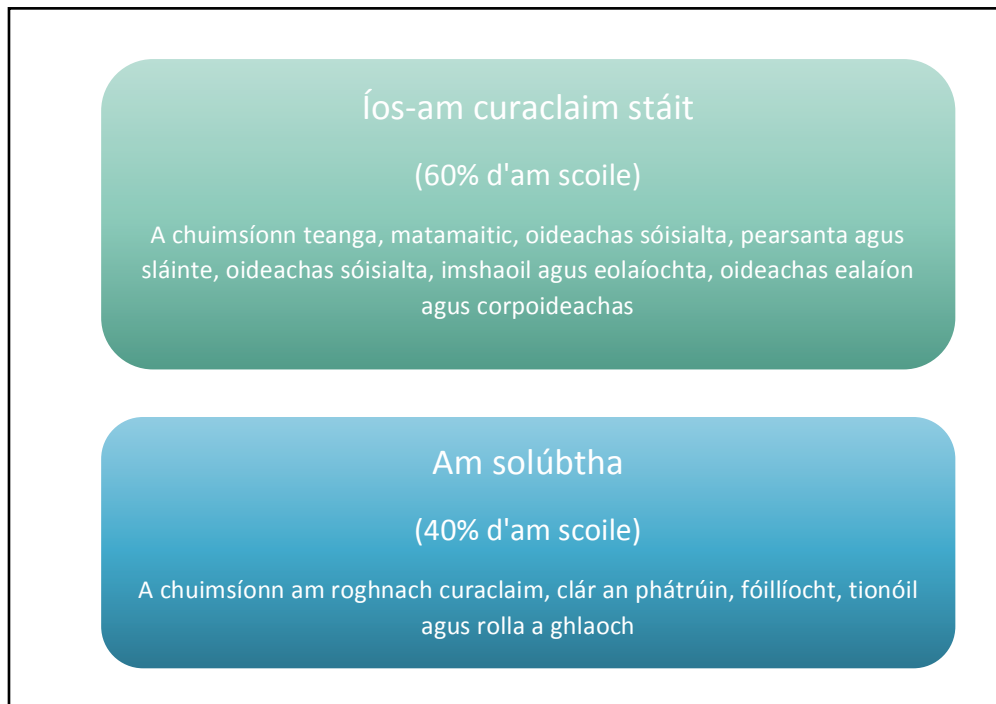 Íos-am curaclaim stáit
(60% d'am scoile)
A chuimsíonn teanga, matamaitic, oideachas sóisialta, pearsanta agus
sláinte, oideachas sóisialta, imshaoil agus eolaíochta, oideachas ealaíon
agus corpoideachas
Am solúbtha
(40% d'am scoile)
A chuimsíonn am roghnach curaclaim, clár an phátrúin, fóillíocht, tionóil
agus rolla a ghlaoch